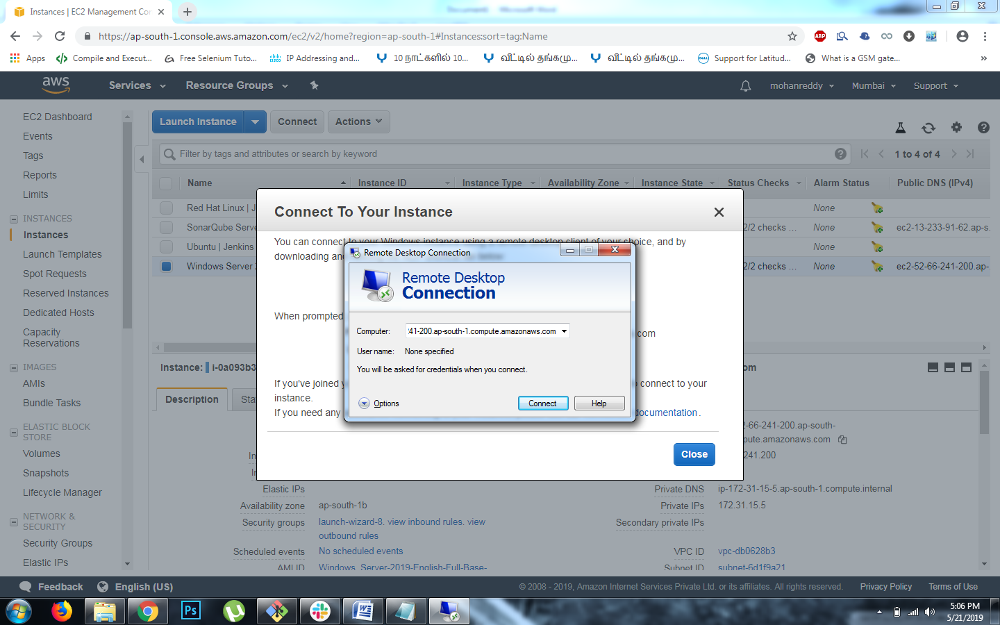 Instances | EC2 Management Con
https://ap-south-1.console.aws.amazon.com/ec2/v2/home?region=ap-south-1#Instances:sort=tag:Name
ABP
Apps
Compile and Execut...
Free Selenium Tuto...
IP Addressing and...
10 நாட்களில் 10...
வீட்டில் தங்கமு...
வீட்டில் தங்கமு...
Support for Latitud...
What is a GSM gate...
»
aws
Services
Resource Groups
mohanreddy
Mumbai
Support
EC2 Dashboard
Events
Tags
Reports
Limits
INSTANCES
Instances
Launch Templates
Spot Requests
Reserved Instances
Dedicated Hosts
Capacity
Reservations
IMAGES
AMIs
Bundle Tasks
ELASTIC BLOCK
STORE
Volumes
Snapshots
Lifecycle Manager
NETWORK &
SECURITY
Security Groups
Elastic IPs
Launch Instance
Connect
Actions
Filter by tags and attributes or search by keyword
1 to 4 of 4
Name
Instance ID
Instance Type
Availability Zone
Instance State
Status Checks
Alarm Status
Public DNS (IPv4)
Red Hat Linux | J
None
SonarQube Serve
2/2 checks ...
None
ec2-13-233-91-62.ap-s.
Ubuntu | Jenkins
None
Windows Server 2
2/2 checks ...
None
ec2-52-66-241-200.ap-
Connect To Your Instance
You can connect to your Windows instance using a remote desktop client of your choice, and by
downloading an
When prompted
.com
If you've joined y
o connect to your
instance.
If you need any
documentation.
Close
Remote Desktop Connection
Remote Desktop
Connection
Computer:
41-200.ap-south-1.compute.amazonaws.com
User name:
None specified
You will be asked for credentials when you connect.
Options
Connect
Help
Instance:
i-0a093b3
om
Description
Sta
2-66-241-200.ap-south-
pute.amazonaws.com
241.200
In
In
Elastic IPs
Availability zone
ap-south-1b
Security groups
launch-wizard-8. view inbound rules. view
outbound rules
Scheduled events
No scheduled events
AMI ID
Windows_Server-2019-English-Full-Base-
Private DNS
ip-172-31-15-5.ap-south-1.compute.internal
Private IPs
172.31.15.5
Secondary private IPs
VPC ID
vpc-db0628b3
Subnet ID
subnet-6d1f9a21
Feedback
English (US)
© 2008 - 2019, Amazon Internet Services Private Ltd. or its affiliates. All rights reserved.
Privacy Policy
Terms of Use
Ps
5:06 PM
5/21/2019